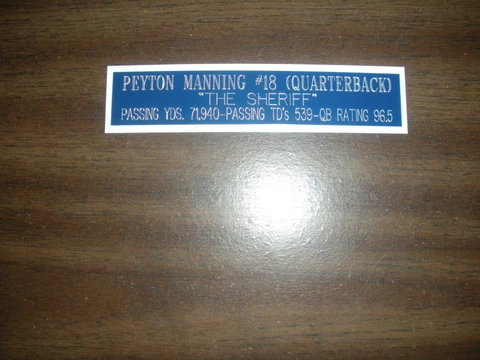 PEYTON MANNING #18 (QUARTERBACK)
"THE SHERIFF"
PASSING YDS. 71,940-PASSING TD's 539-QB RATING 96.5